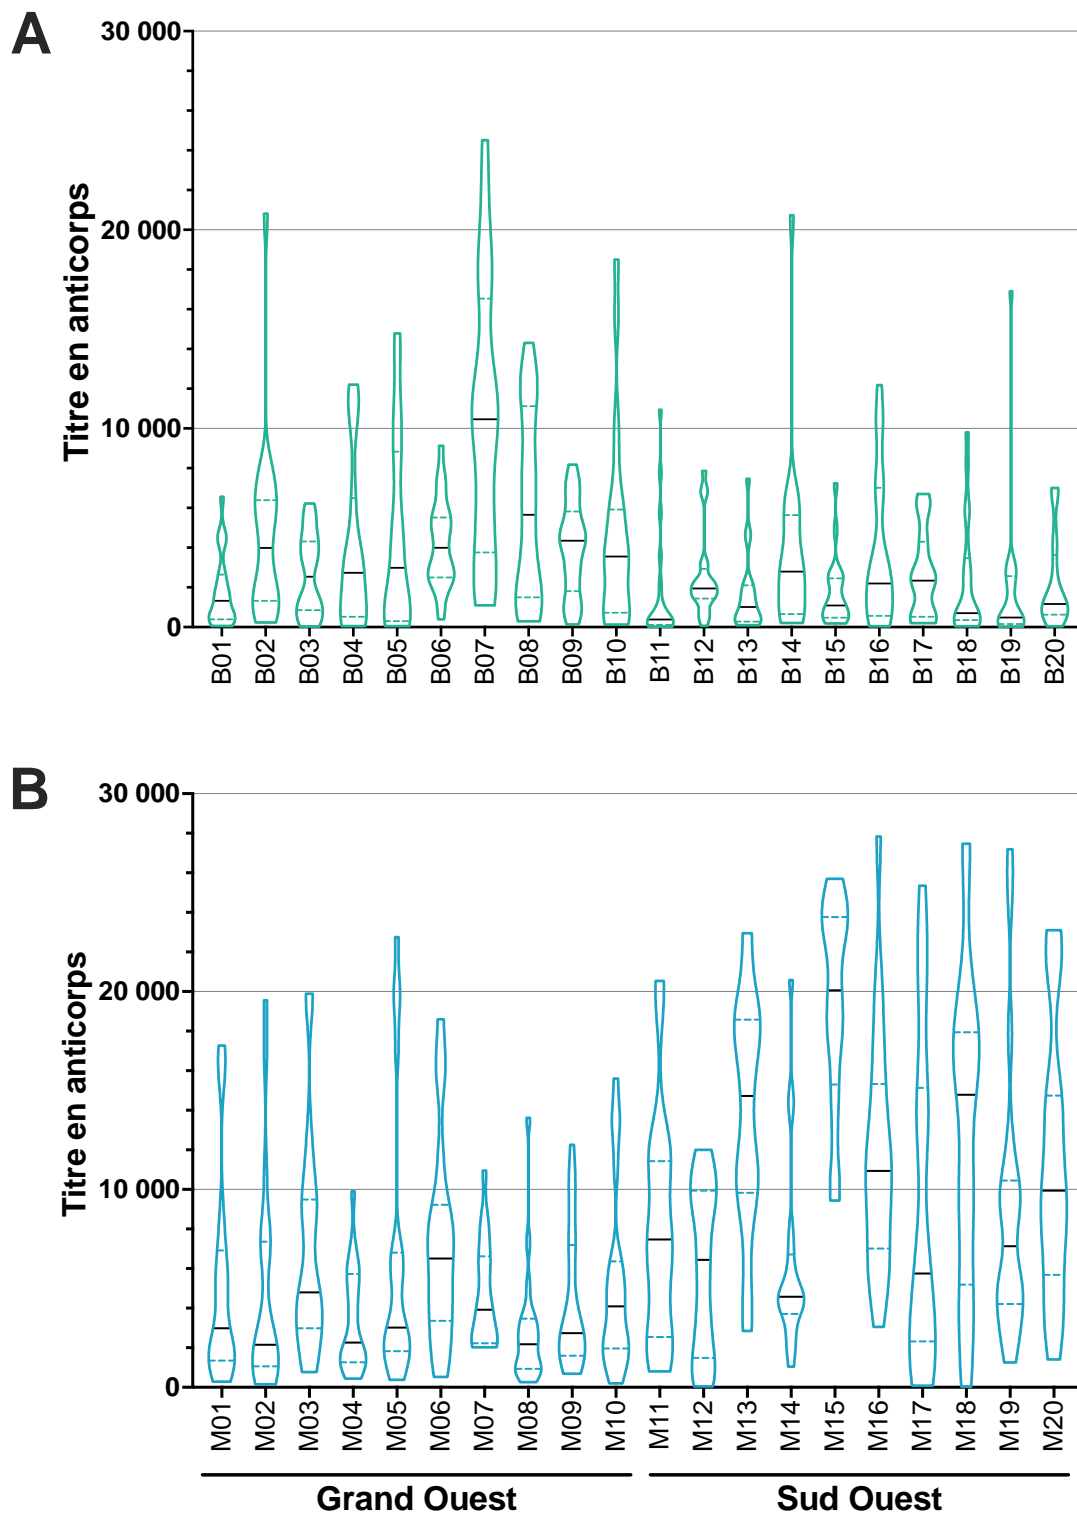 A
Titre en anticorps
30 000
20 000
10 000
0
B01 B02 B03 B04 B05 B06 B07 B08 B09 B10 B11 B12 B13 B14 B15 B16 B17 B18 B19 B20
B
Titre en anticorps
30 000
20 000
10 000
0
M01 M02 M03 M04 M05 M06 M07 M08 M09 M10 M11 M12 M13 M14 M15 M16 M17 M18 M19 M20
Grand Ouest Sud Ouest